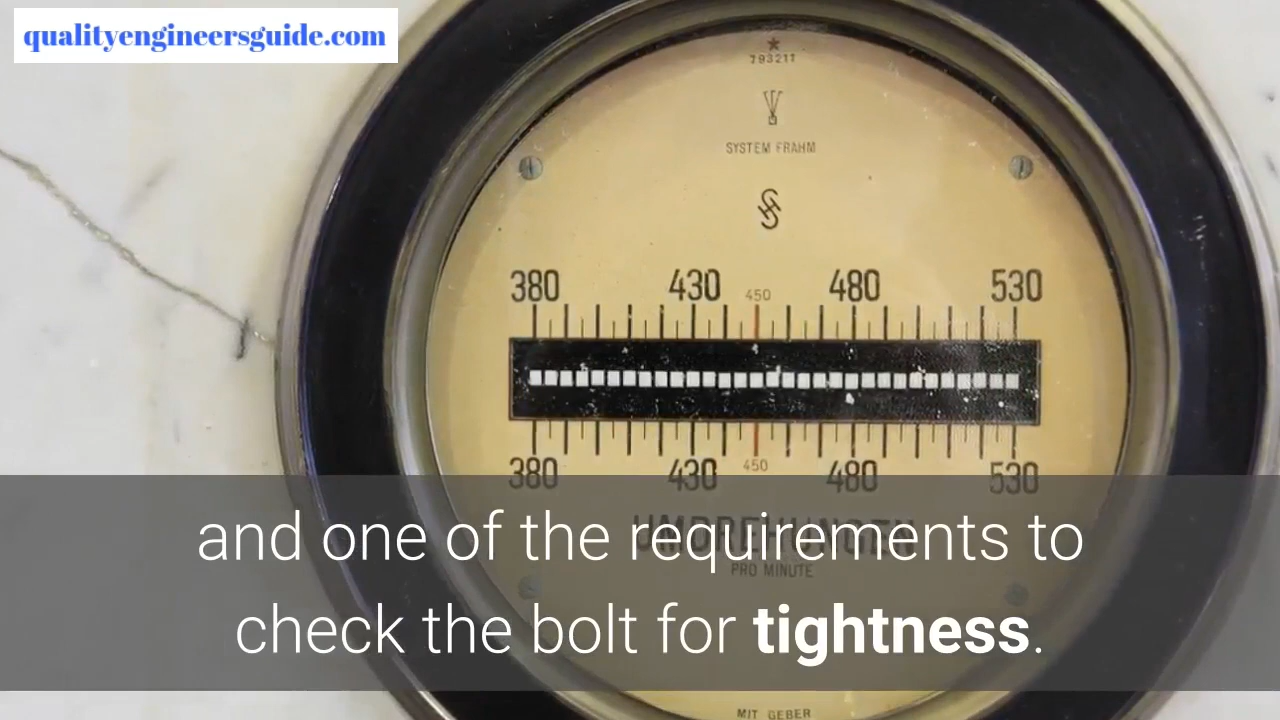 qualityengineersguide.com
793211
SYSTEM FRAHM
380 430 450 480 530
380 430 450 480 530
UMDREHUNGEN
PRO MINUTE
and one of the requirements to
check the bolt for tightness.
MIT GEBER